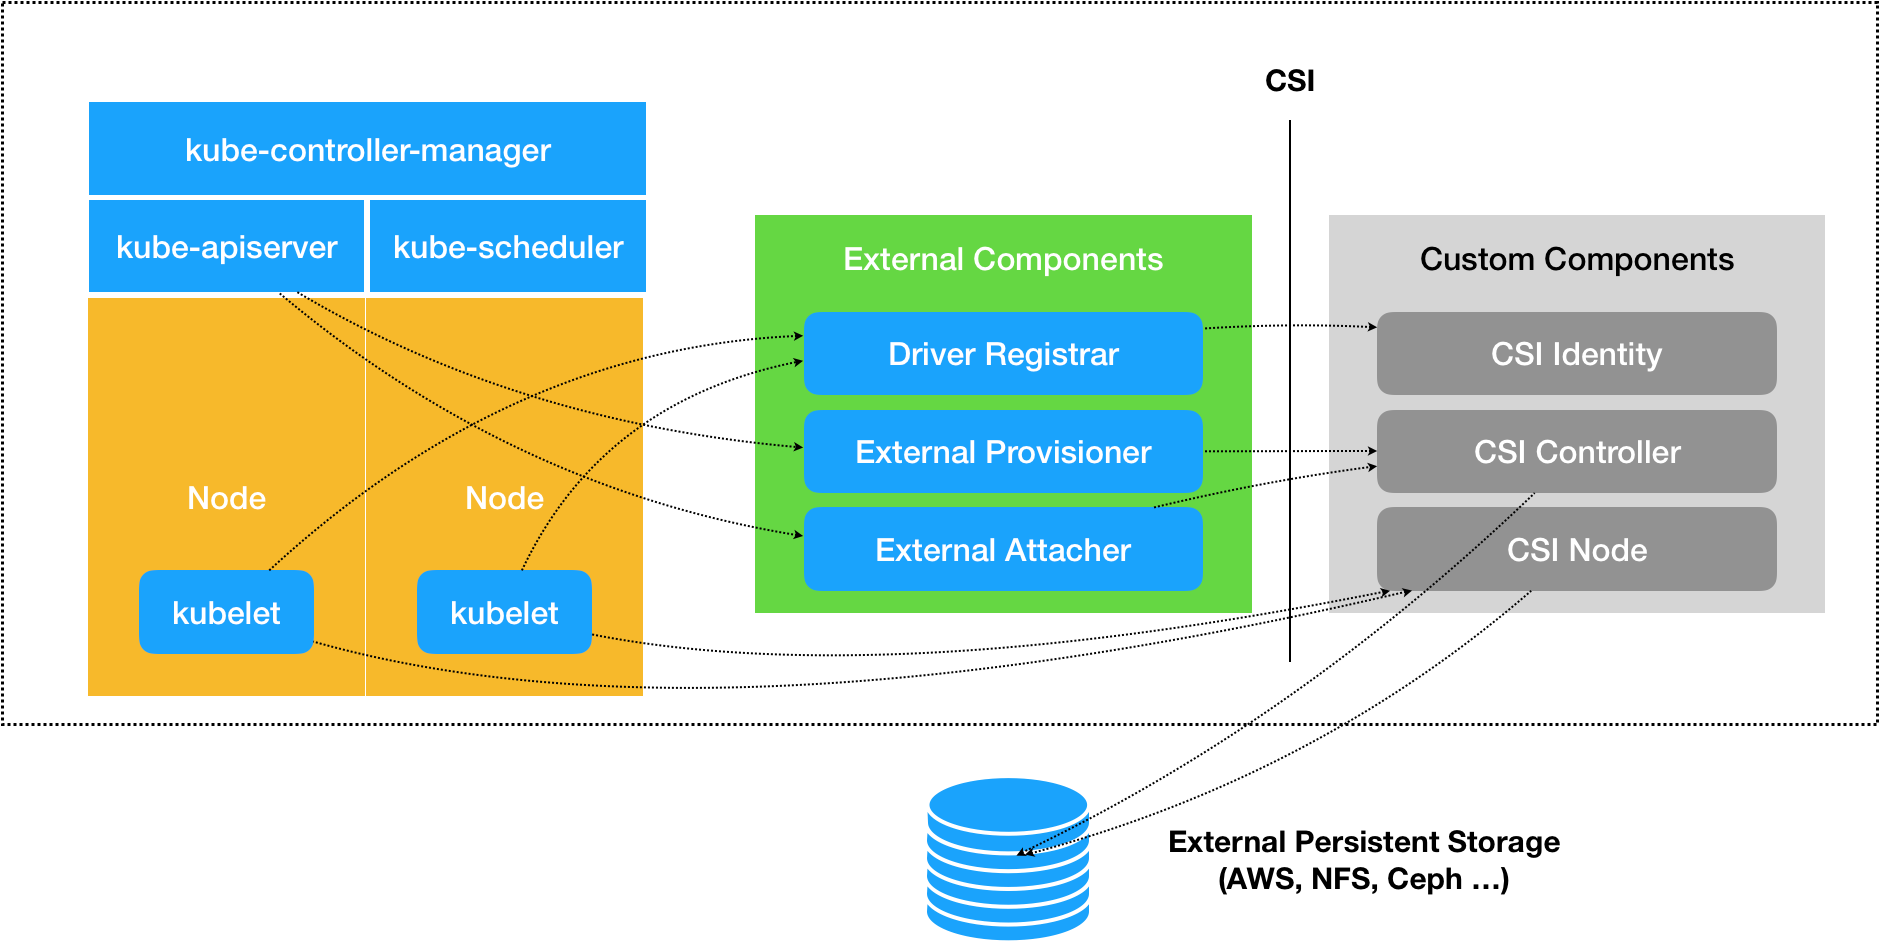 CSI
kube-controller-manager
kube-apiserver
kube-scheduler
Node
Node
kubelet
kubelet
External Components
Driver Registrar
External Provisioner
External Attacher
Custom Components
CSI Identity
CSI Controller
CSI Node
External Persistent Storage
(AWS, NFS, Ceph …)